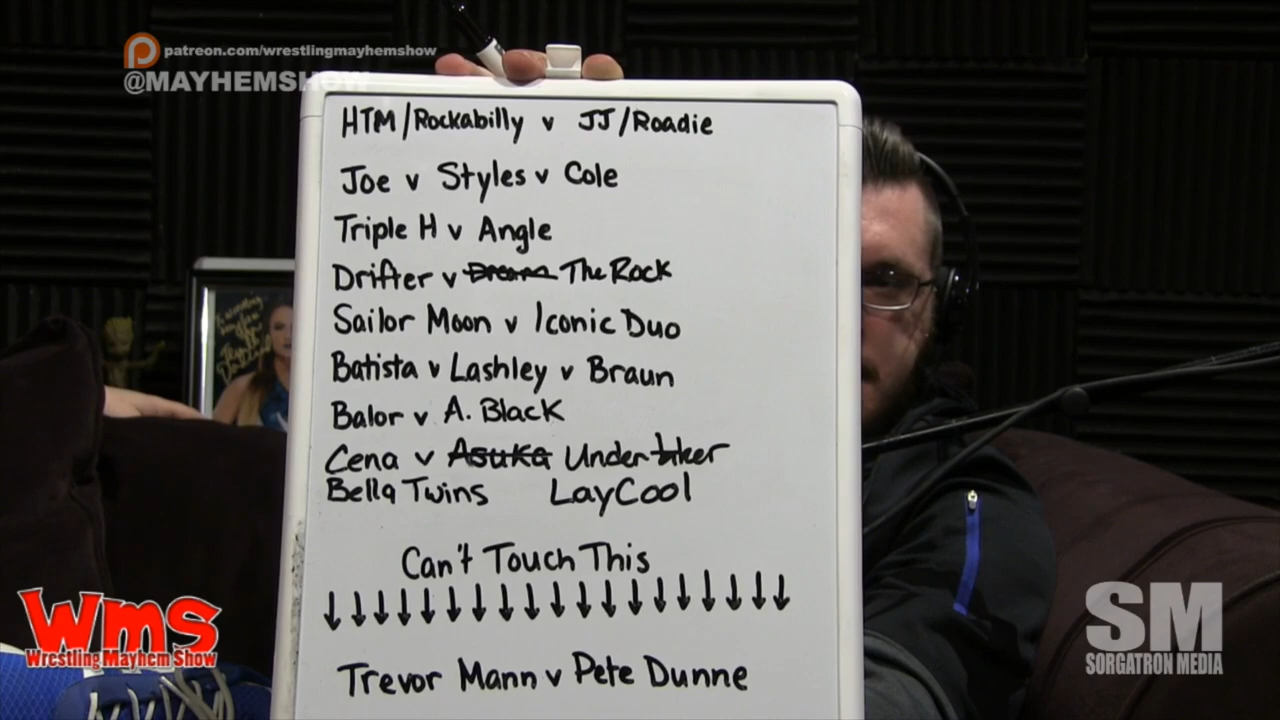 patreon.com/wrestlingmayhemshow
@MAYHEMSHOW
HTM/Rockabilly v JJ/Roadie
Joe v Styles v Cole
Triple H v Angle
Drifter v Dream The Rock
Sailor Moon v Iconic Duo
Batista v Lashley v Braun
Balor v A. Black
Cena v Asuka Undertaker
Bella Twins LayCool
Can't Touch This
Trevor Mann v Pete Dunne
WMS
Wrestling Mayhem Show
SM
SORGATRON MEDIA